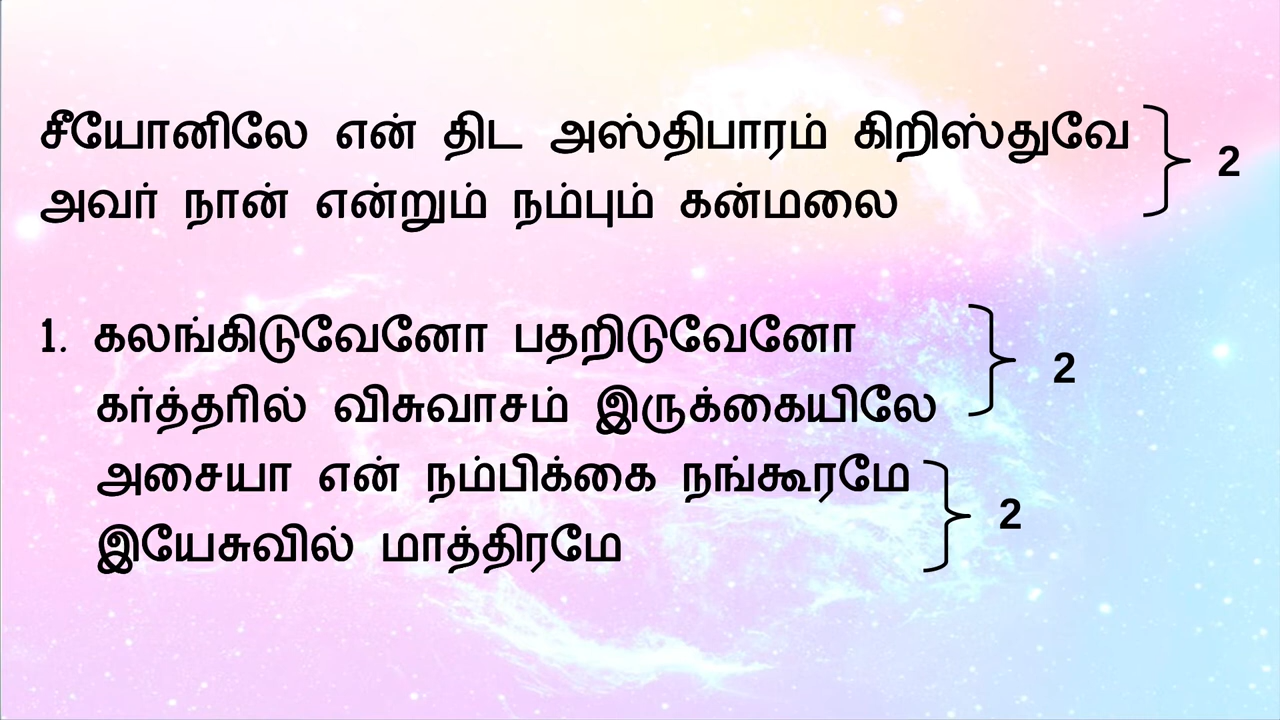 சீயோனிலே என் திட அஸ்திபாரம் கிறிஸ்துவே } 2
அவர் நான் என்றும் நம்பும் கன்மலை
1. கலங்கிடுவேனோ பதறிடுவேனோ } 2
கர்த்தரில் விசுவாசம் இருக்கையிலே
அசையா என் நம்பிக்கை நங்கூரமே } 2
இயேசுவில் மாத்திரமே